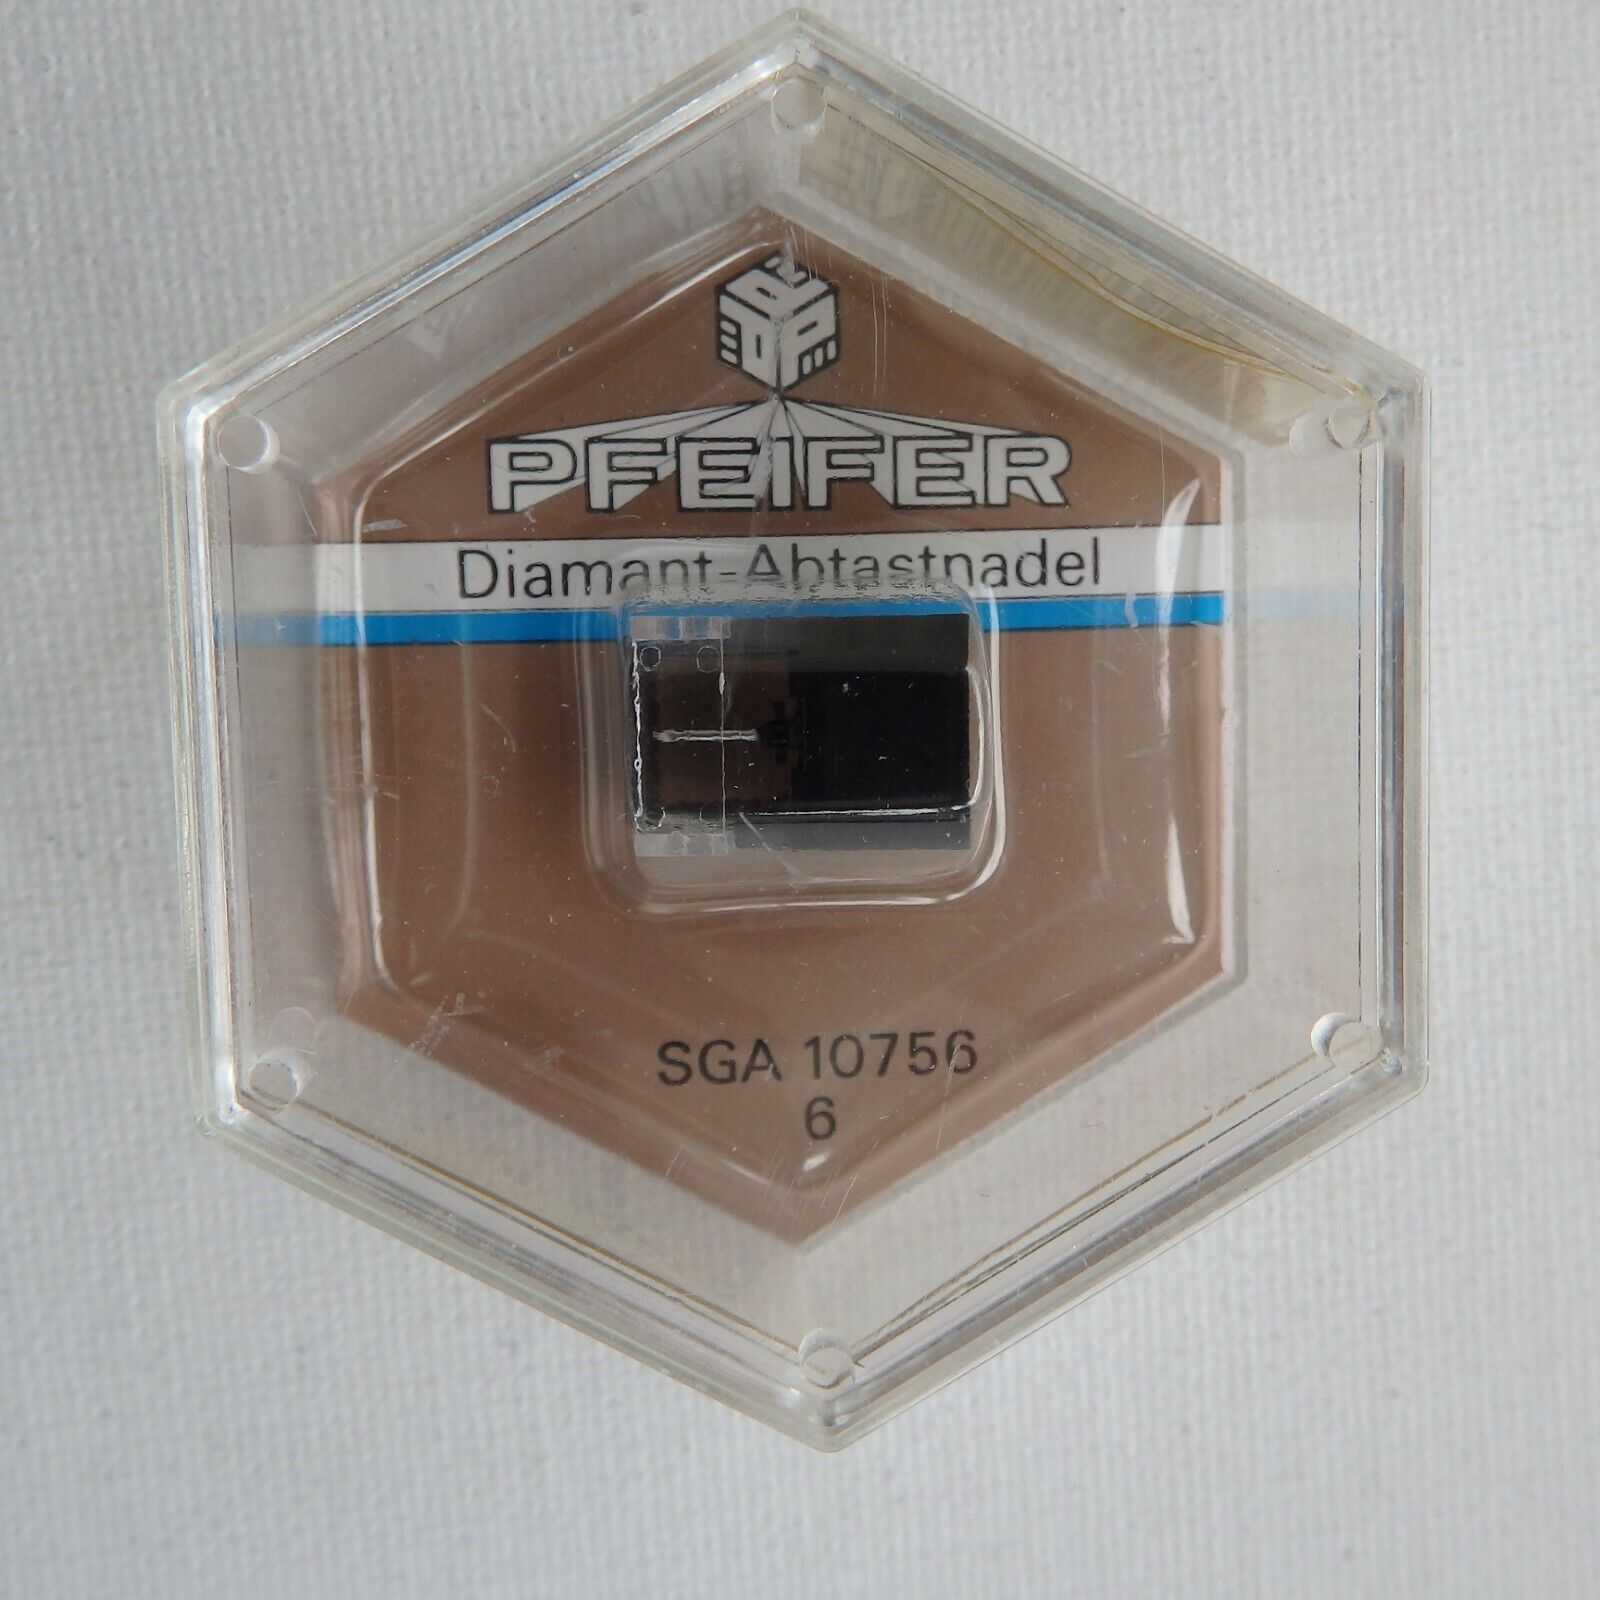 PFEIFER
Diamant-Abtastnadel
SGA 10756
6